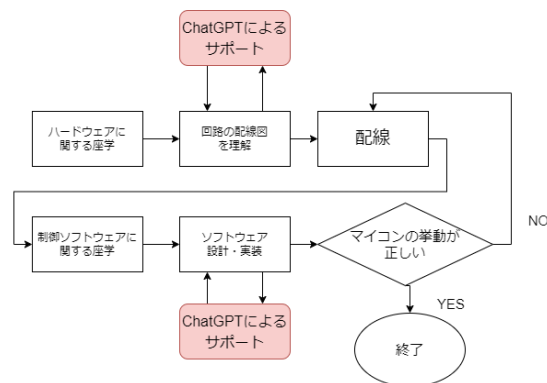 ChatGPTによる
サポート
ハードウェアに
関する座学
回路の配線図
を理解
配線
制御ソフトウェアに
関する座学
ソフトウェア
設計・実装
マイコンの挙動が
正しい
NO
YES
ChatGPTによる
サポート
終了